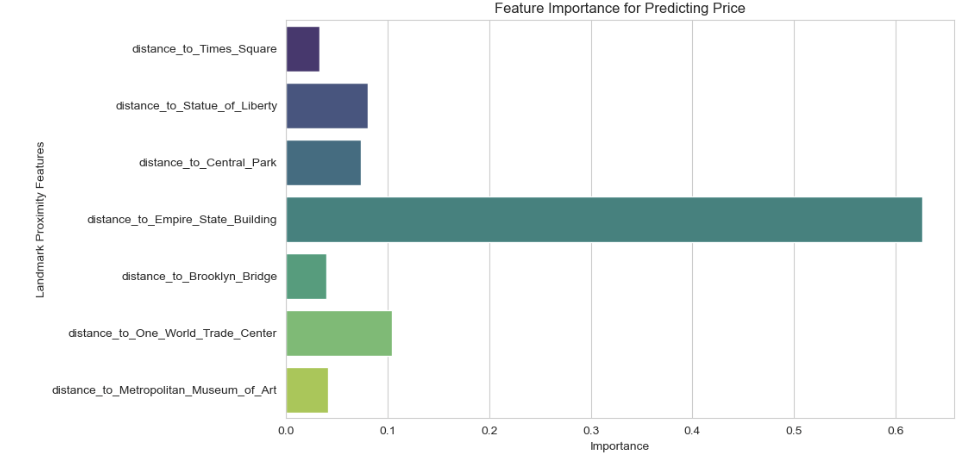 Feature Importance for Predicting Price
Landmark Proximity Features
distance_to_Times_Square
distance_to_Statue_of_Liberty
distance_to_Central_Park
distance_to_Empire_State_Building
distance_to_Brooklyn_Bridge
distance_to_One_World_Trade_Center
distance_to_Metropolitan_Museum_of_Art
0.0 0.1 0.2 0.3 0.4 0.5 0.6
Importance